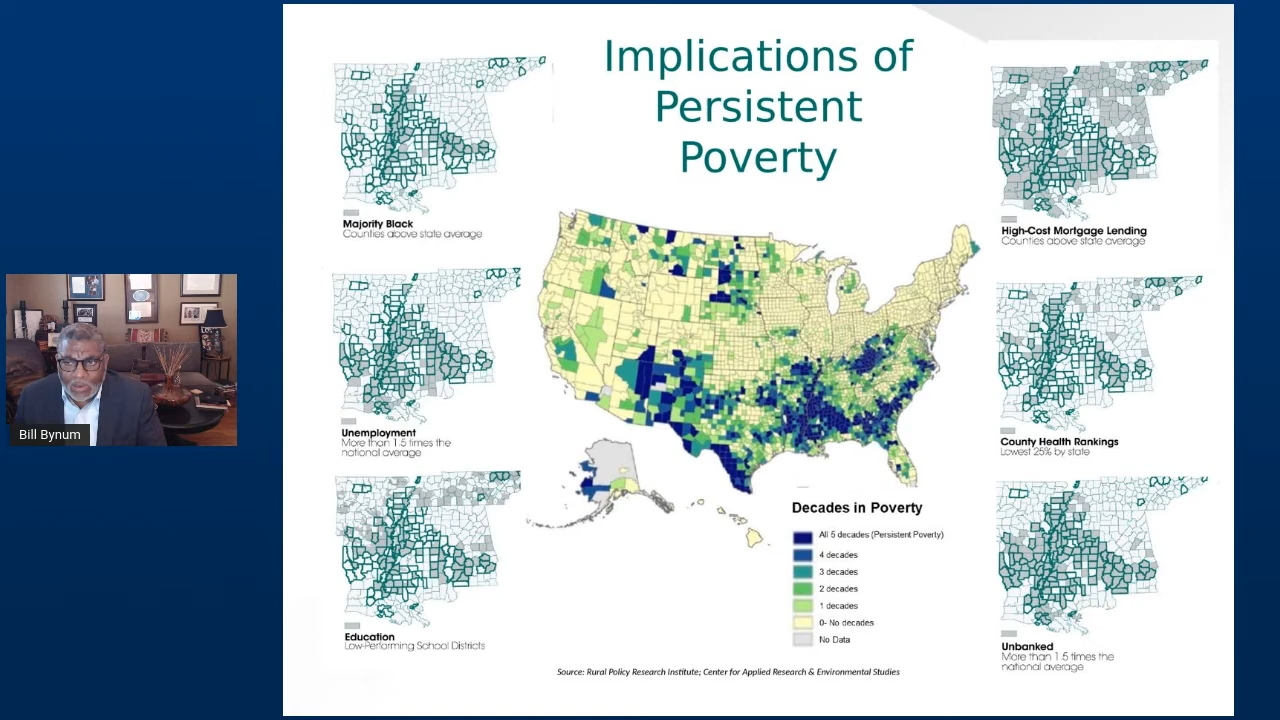 Implications of
Persistent
Poverty
Majority Black
Counties above state average
Unemployment
More than 1.5 times the
national average
Education
Low-Performing School Districts
High-Cost Mortgage Lending
Counties above state average
County Health Rankings
Lowest 25% by state
Unbanked
More than 1.5 times the
national average
Decades in Poverty
All 5 decades (Persistent Poverty)
4 decades
3 decades
2 decades
1 decades
0- No decades
No Data
Source: Rural Policy Research Institute; Center for Applied Research & Environmental Studies
Bill Bynum